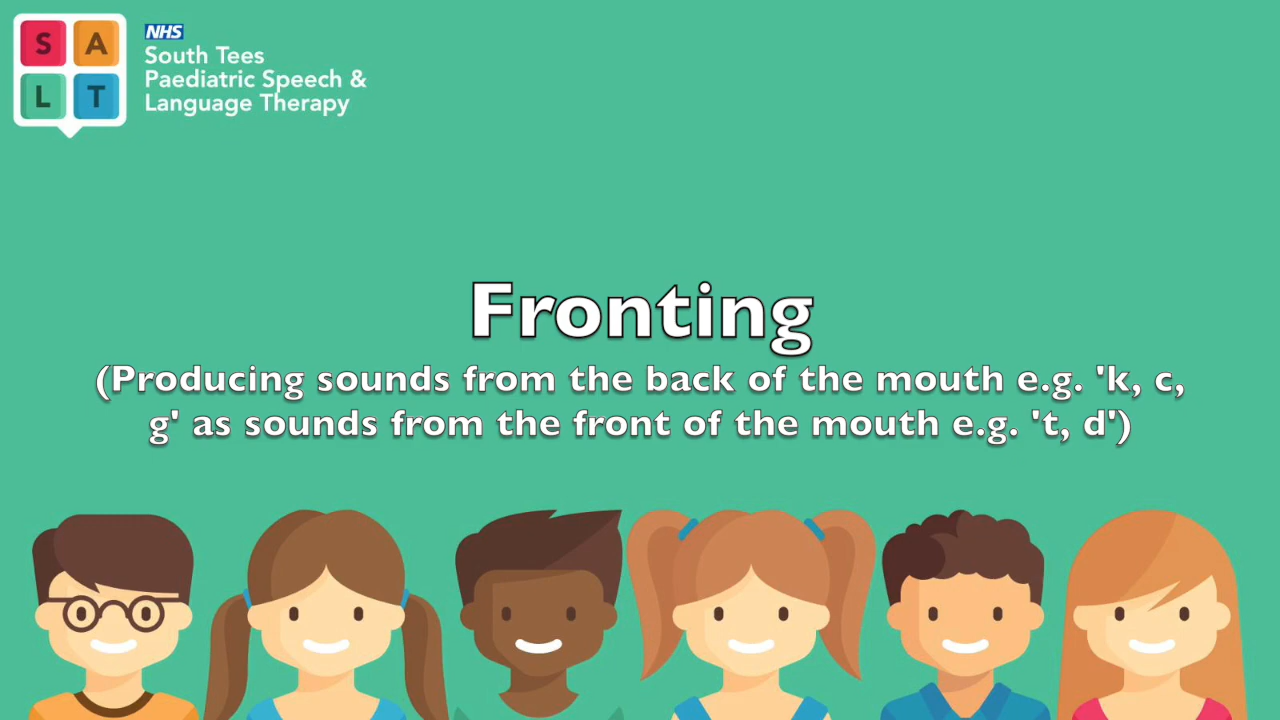 S A
L T
NHS
South Tees
Paediatric Speech &
Language Therapy
Fronting
(Producing sounds from the back of the mouth e.g. 'k, c,
g' as sounds from the front of the mouth e.g. 't, d')